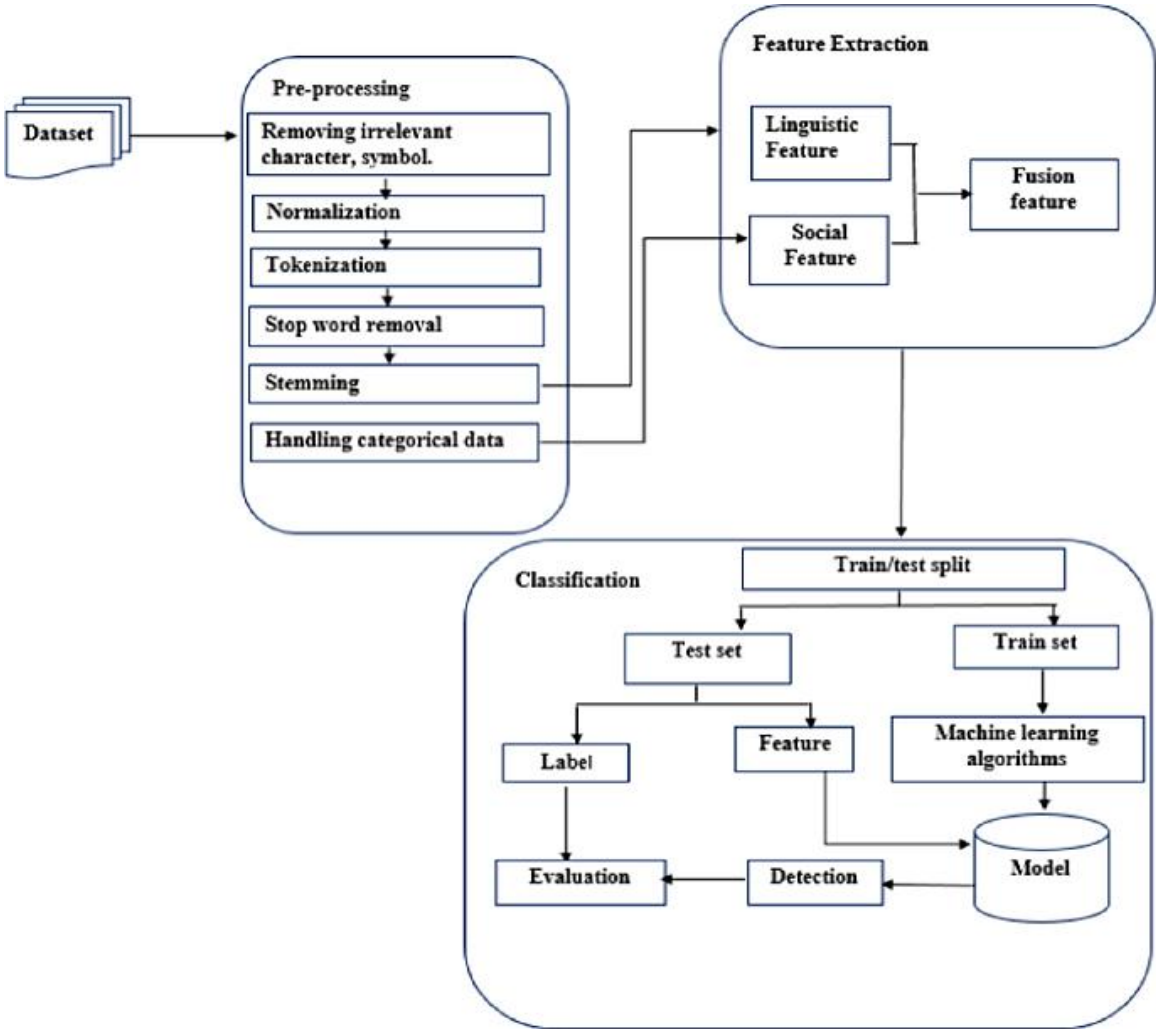 Dataset
Pre-processing
Removing irrelevant
character, symbol.
Normalization
Tokenization
Stop word removal
Stemming
Handling categorical data
Feature Extraction
Linguistic
Feature
Social
Feature
Fusion
feature
Classification
Train/test split
Test set
Train set
Label
Feature
Machine learning
algorithms
Evaluation
Detection
Model